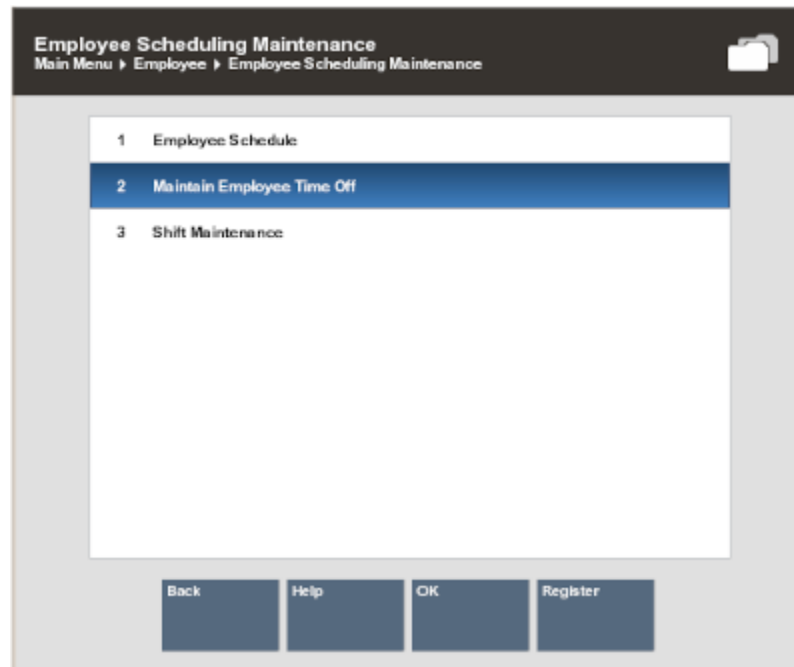 Employee Scheduling Maintenance
Main Menu ▸ Employee ▸ Employee Scheduling Maintenance
1 Employee Schedule
2 Maintain Employee Time Off
3 Shift Maintenance
Back Help OK Register